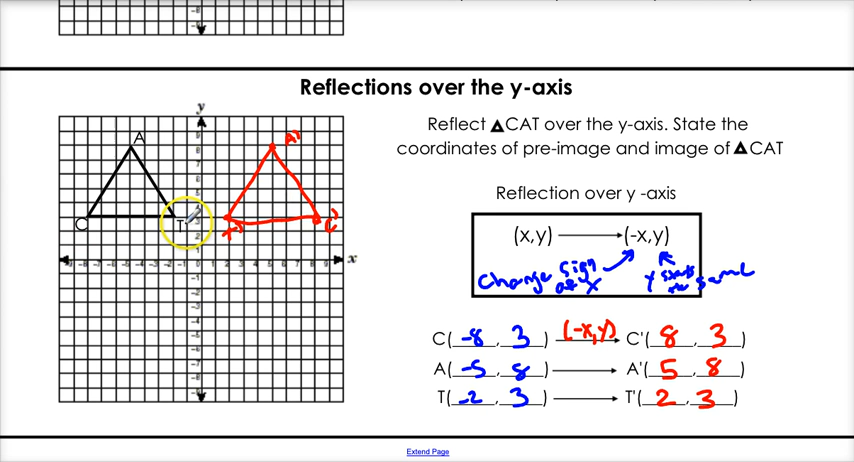 Reflections over the y-axis
y
A
A'
C
T
T'
C'
x
Reflect △CAT over the y-axis. State the
coordinates of pre-image and image of △CAT
Reflection over y -axis
(x,y) → (-x,y)
Change sign of x
y stays the same
C(-8, 3) (-x,y) → C'(8, 3)
A(-5, 8) → A'(5, 8)
T(-2, 3) → T'(2, 3)
Extend Page